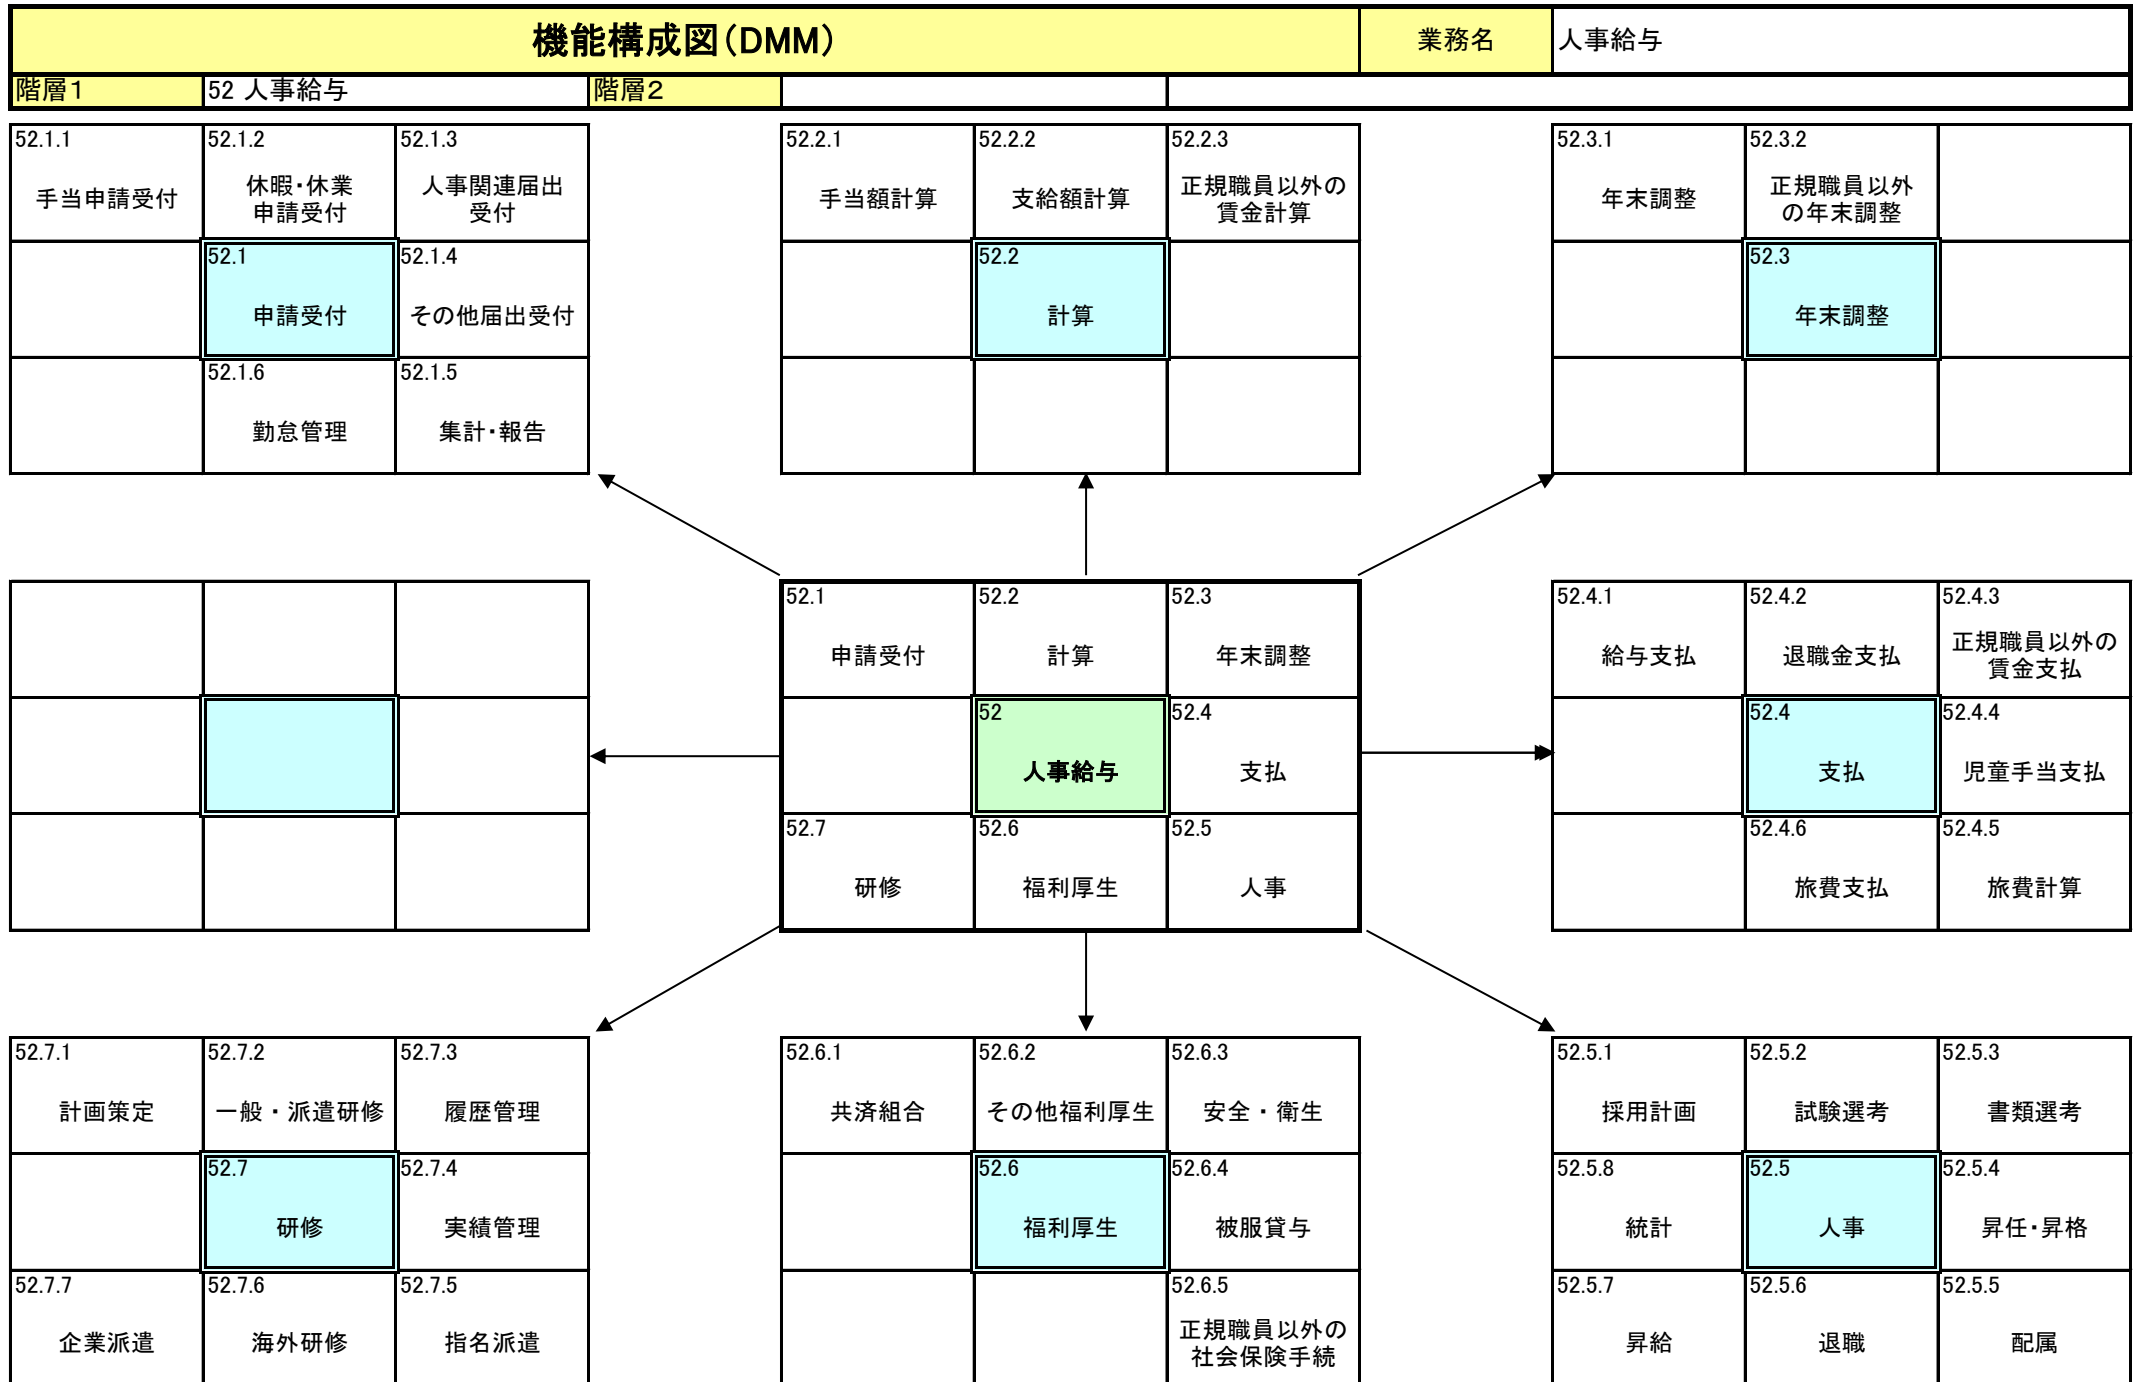 機能構成図(DMM)
業務名
人事給与
階層1
52 人事給与
階層2
52.1.1
手当申請受付
52.1.2
休暇・休業
申請受付
52.1.3
人事関連届出
受付
52.1
申請受付
52.1.4
その他届出受付
52.1.6
勤怠管理
52.1.5
集計・報告
52.2.1
手当額計算
52.2.2
支給額計算
52.2.3
正規職員以外の
賃金計算
52.2
計算
52.3.1
年末調整
52.3.2
正規職員以外
の年末調整
52.3
年末調整
52.1
申請受付
52.2
計算
52.3
年末調整
52
人事給与
52.4
支払
52.7
研修
52.6
福利厚生
52.5
人事
52.4.1
給与支払
52.4.2
退職金支払
52.4.3
正規職員以外の
賃金支払
52.4
支払
52.4.4
児童手当支払
52.4.6
旅費支払
52.4.5
旅費計算
52.7.1
計画策定
52.7.2
一般・派遣研修
52.7.3
履歴管理
52.7
研修
52.7.4
実績管理
52.7.7
企業派遣
52.7.6
海外研修
52.7.5
指名派遣
52.6.1
共済組合
52.6.2
その他福利厚生
52.6.3
安全・衛生
52.6
福利厚生
52.6.4
被服貸与
52.6.5
正規職員以外の
社会保険手続
52.5.1
採用計画
52.5.2
試験選考
52.5.3
書類選考
52.5.8
統計
52.5
人事
52.5.4
昇任・昇格
52.5.7
昇給
52.5.6
退職
52.5.5
配属